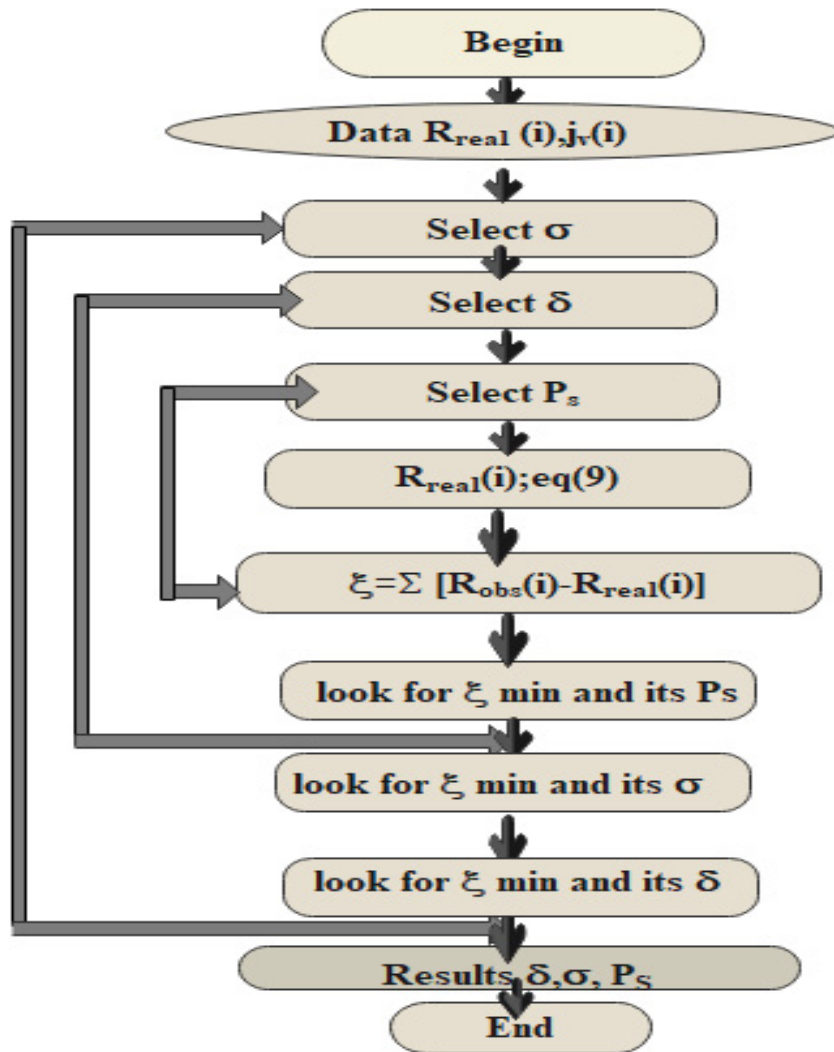 Begin
Data R_real (i),j_v(i)
Select σ
Select δ
Select P_s
R_real(i);eq(9)
ξ=Σ [R_obs(i)-R_real(i)]
look for ξ min and its Ps
look for ξ min and its σ
look for ξ min and its δ
Results δ,σ, P_S
End